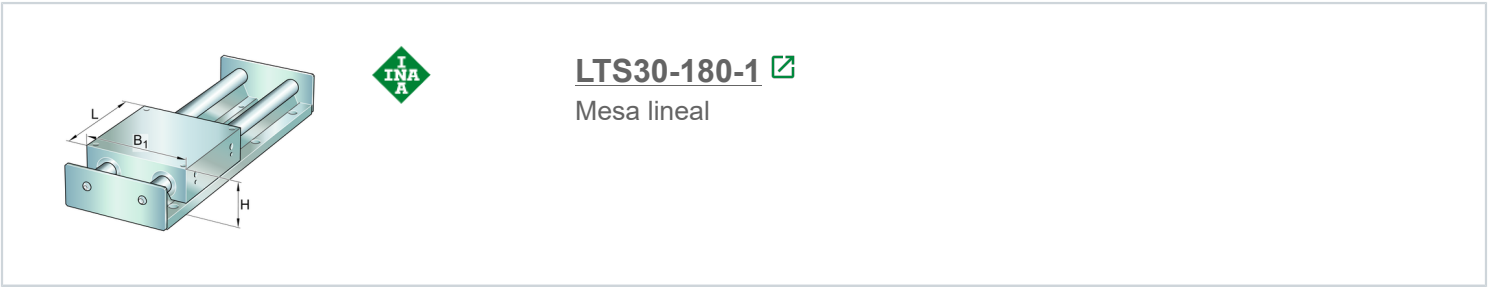 L
B1
H
I
INA
A
LTS30-180-1
Mesa lineal